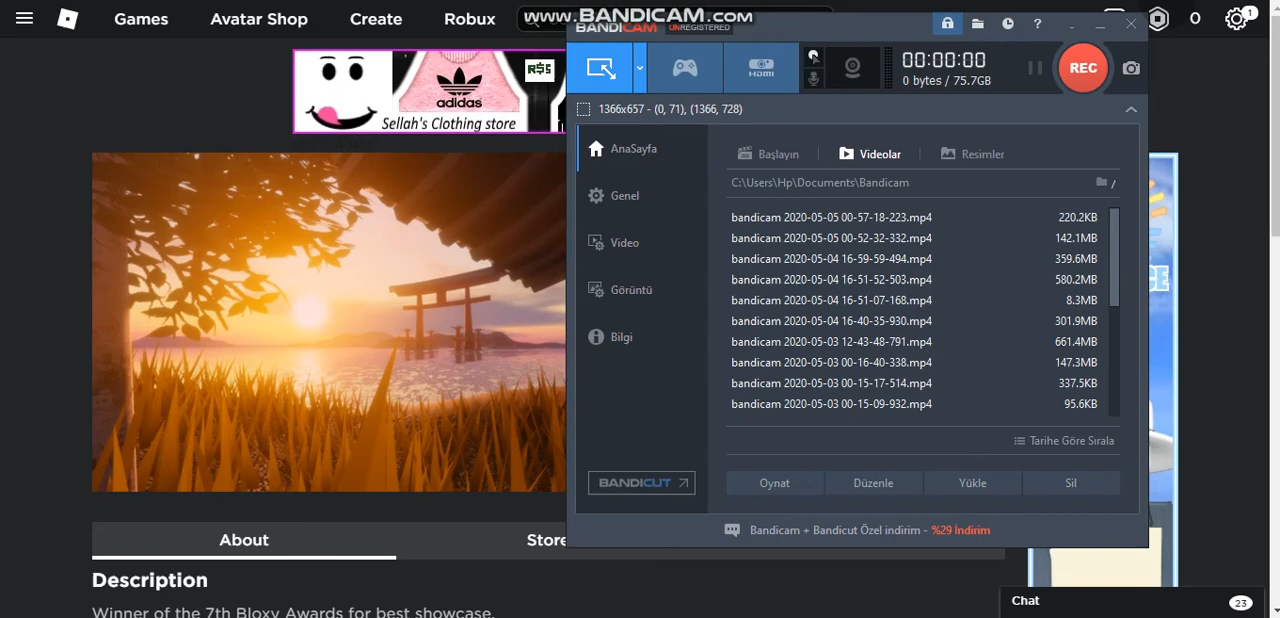 Games
Avatar Shop
Create
Robux
www.BANDICAM.com
0
1
BANDICAM UNREGISTERED
?
HDMI
00:00:00
0 bytes / 75.7GB
REC
R$
adidas
Sellah's Clothing store
1366x657 - (0, 71), (1366, 728)
AnaSayfa
Genel
Video
Görüntü
Bilgi
BANDICUT
Başlayın
Videolar
Resimler
C:\Users\Hp\Documents\Bandicam
/
bandicam 2020-05-05 00-57-18-223.mp4 220.2KB
bandicam 2020-05-05 00-52-32-332.mp4 142.1MB
bandicam 2020-05-04 16-59-59-494.mp4 359.6MB
bandicam 2020-05-04 16-51-52-503.mp4 580.2MB
bandicam 2020-05-04 16-51-07-168.mp4 8.3MB
bandicam 2020-05-04 16-40-35-930.mp4 301.9MB
bandicam 2020-05-03 12-43-48-791.mp4 661.4MB
bandicam 2020-05-03 00-16-40-338.mp4 147.3MB
bandicam 2020-05-03 00-15-17-514.mp4 337.5KB
bandicam 2020-05-03 00-15-09-932.mp4 95.6KB
Tarihe Göre Sırala
Oynat
Düzenle
Yükle
Sil
Bandicam + Bandicut Özel indirim - %29 İndirim
About
Store
Description
Winner of the 7th Bloxy Awards for best showcase.
Chat
23